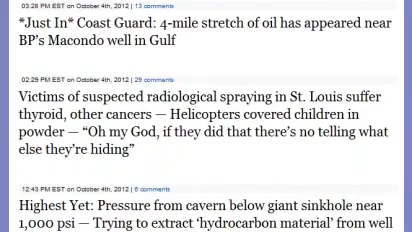 03:28 PM EST on October 4th, 2012 | 13 comments
*Just In* Coast Guard: 4-mile stretch of oil has appeared near
BP's Macondo well in Gulf
02:29 PM EST on October 4th, 2012 | 29 comments
Victims of suspected radiological spraying in St. Louis suffer
thyroid, other cancers — Helicopters covered children in
powder — “Oh my God, if they did that there's no telling what
else they're hiding”
12:43 PM EST on October 4th, 2012 | 6 comments
Highest Yet: Pressure from cavern below giant sinkhole near
1,000 psi — Trying to extract ‘hydrocarbon material’ from well